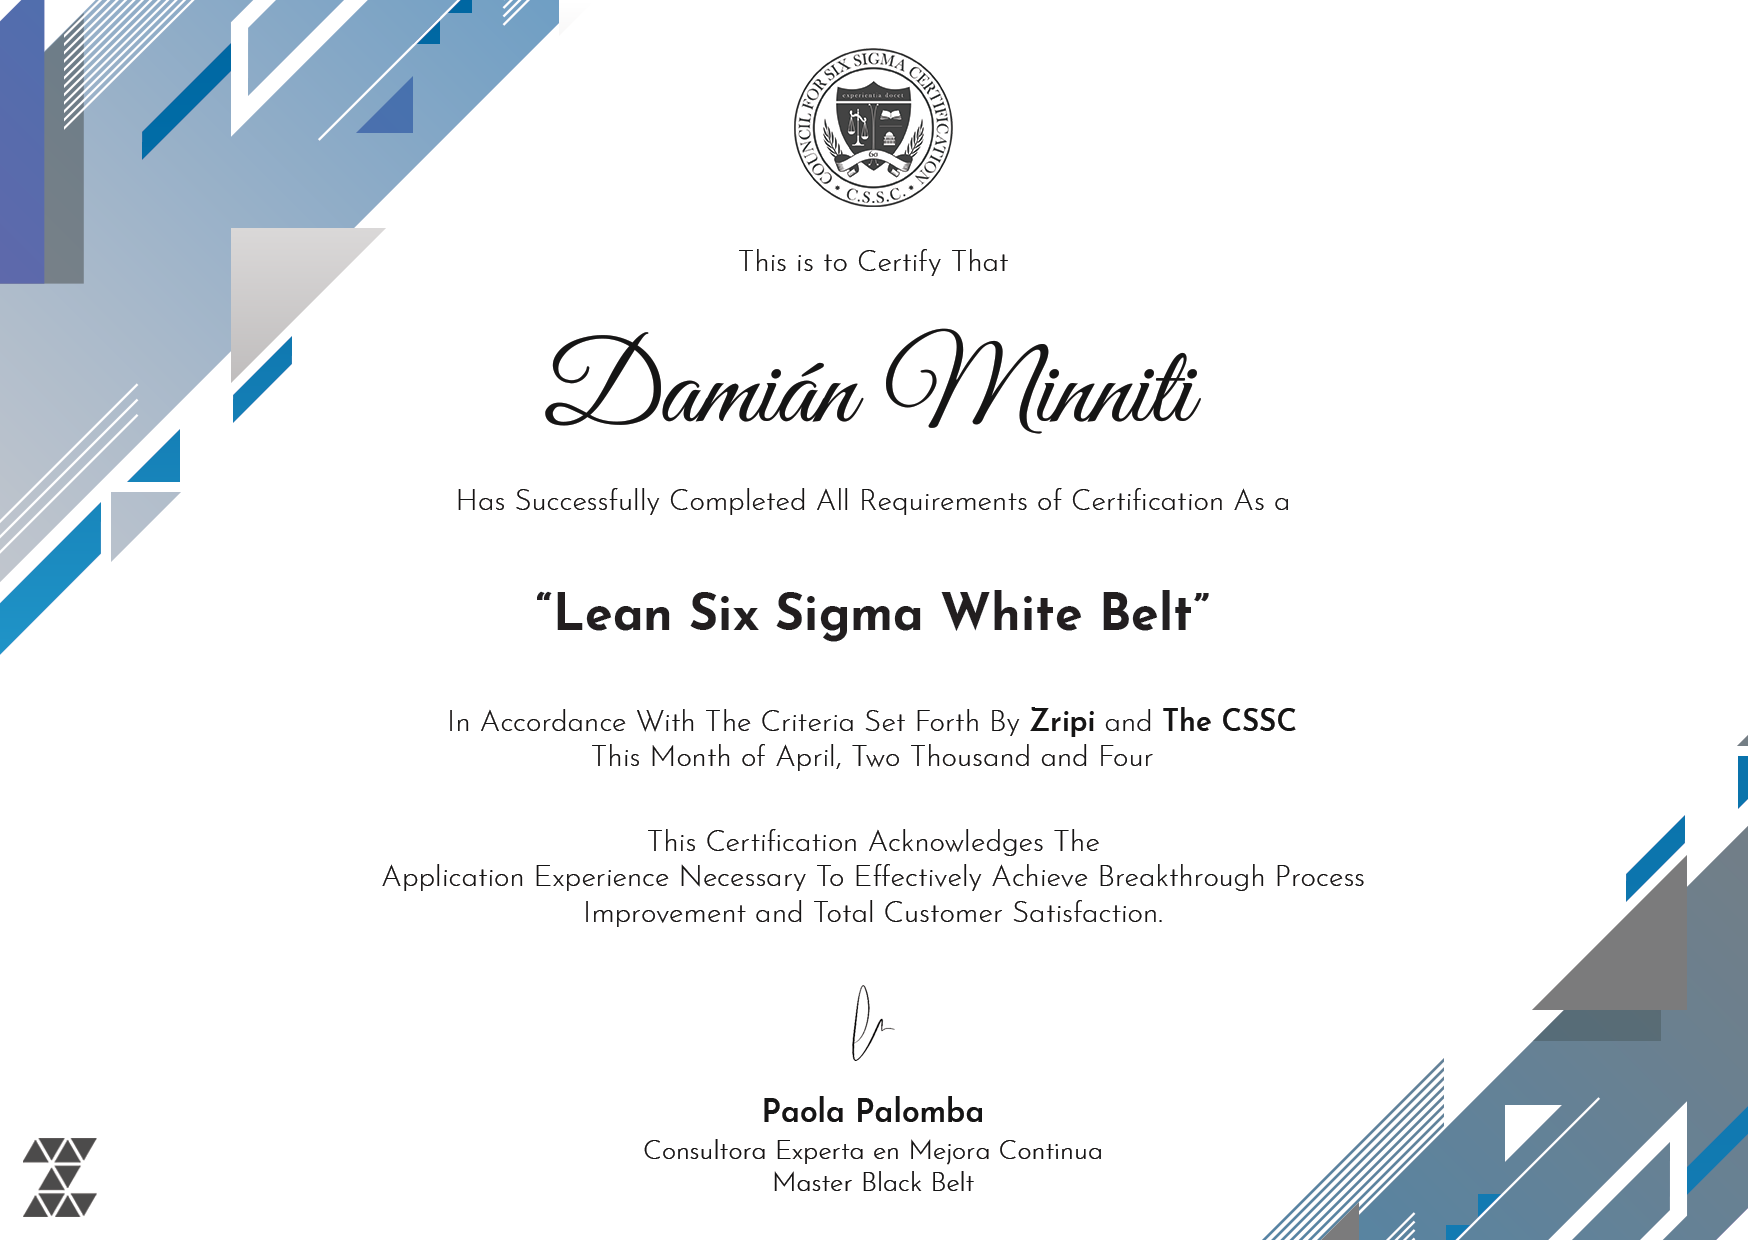 COUNCIL FOR SIX SIGMA CERTIFICATION
experientia docet
6σ
• C.S.S.C. •
This is to Certify That
Damián Minniti
Has Successfully Completed All Requirements of Certification As a
“Lean Six Sigma White Belt”
In Accordance With The Criteria Set Forth By Zripi and The CSSC
This Month of April, Two Thousand and Four
This Certification Acknowledges The
Application Experience Necessary To Effectively Achieve Breakthrough Process
Improvement and Total Customer Satisfaction.
Paola Palomba
Consultora Experta en Mejora Continua
Master Black Belt